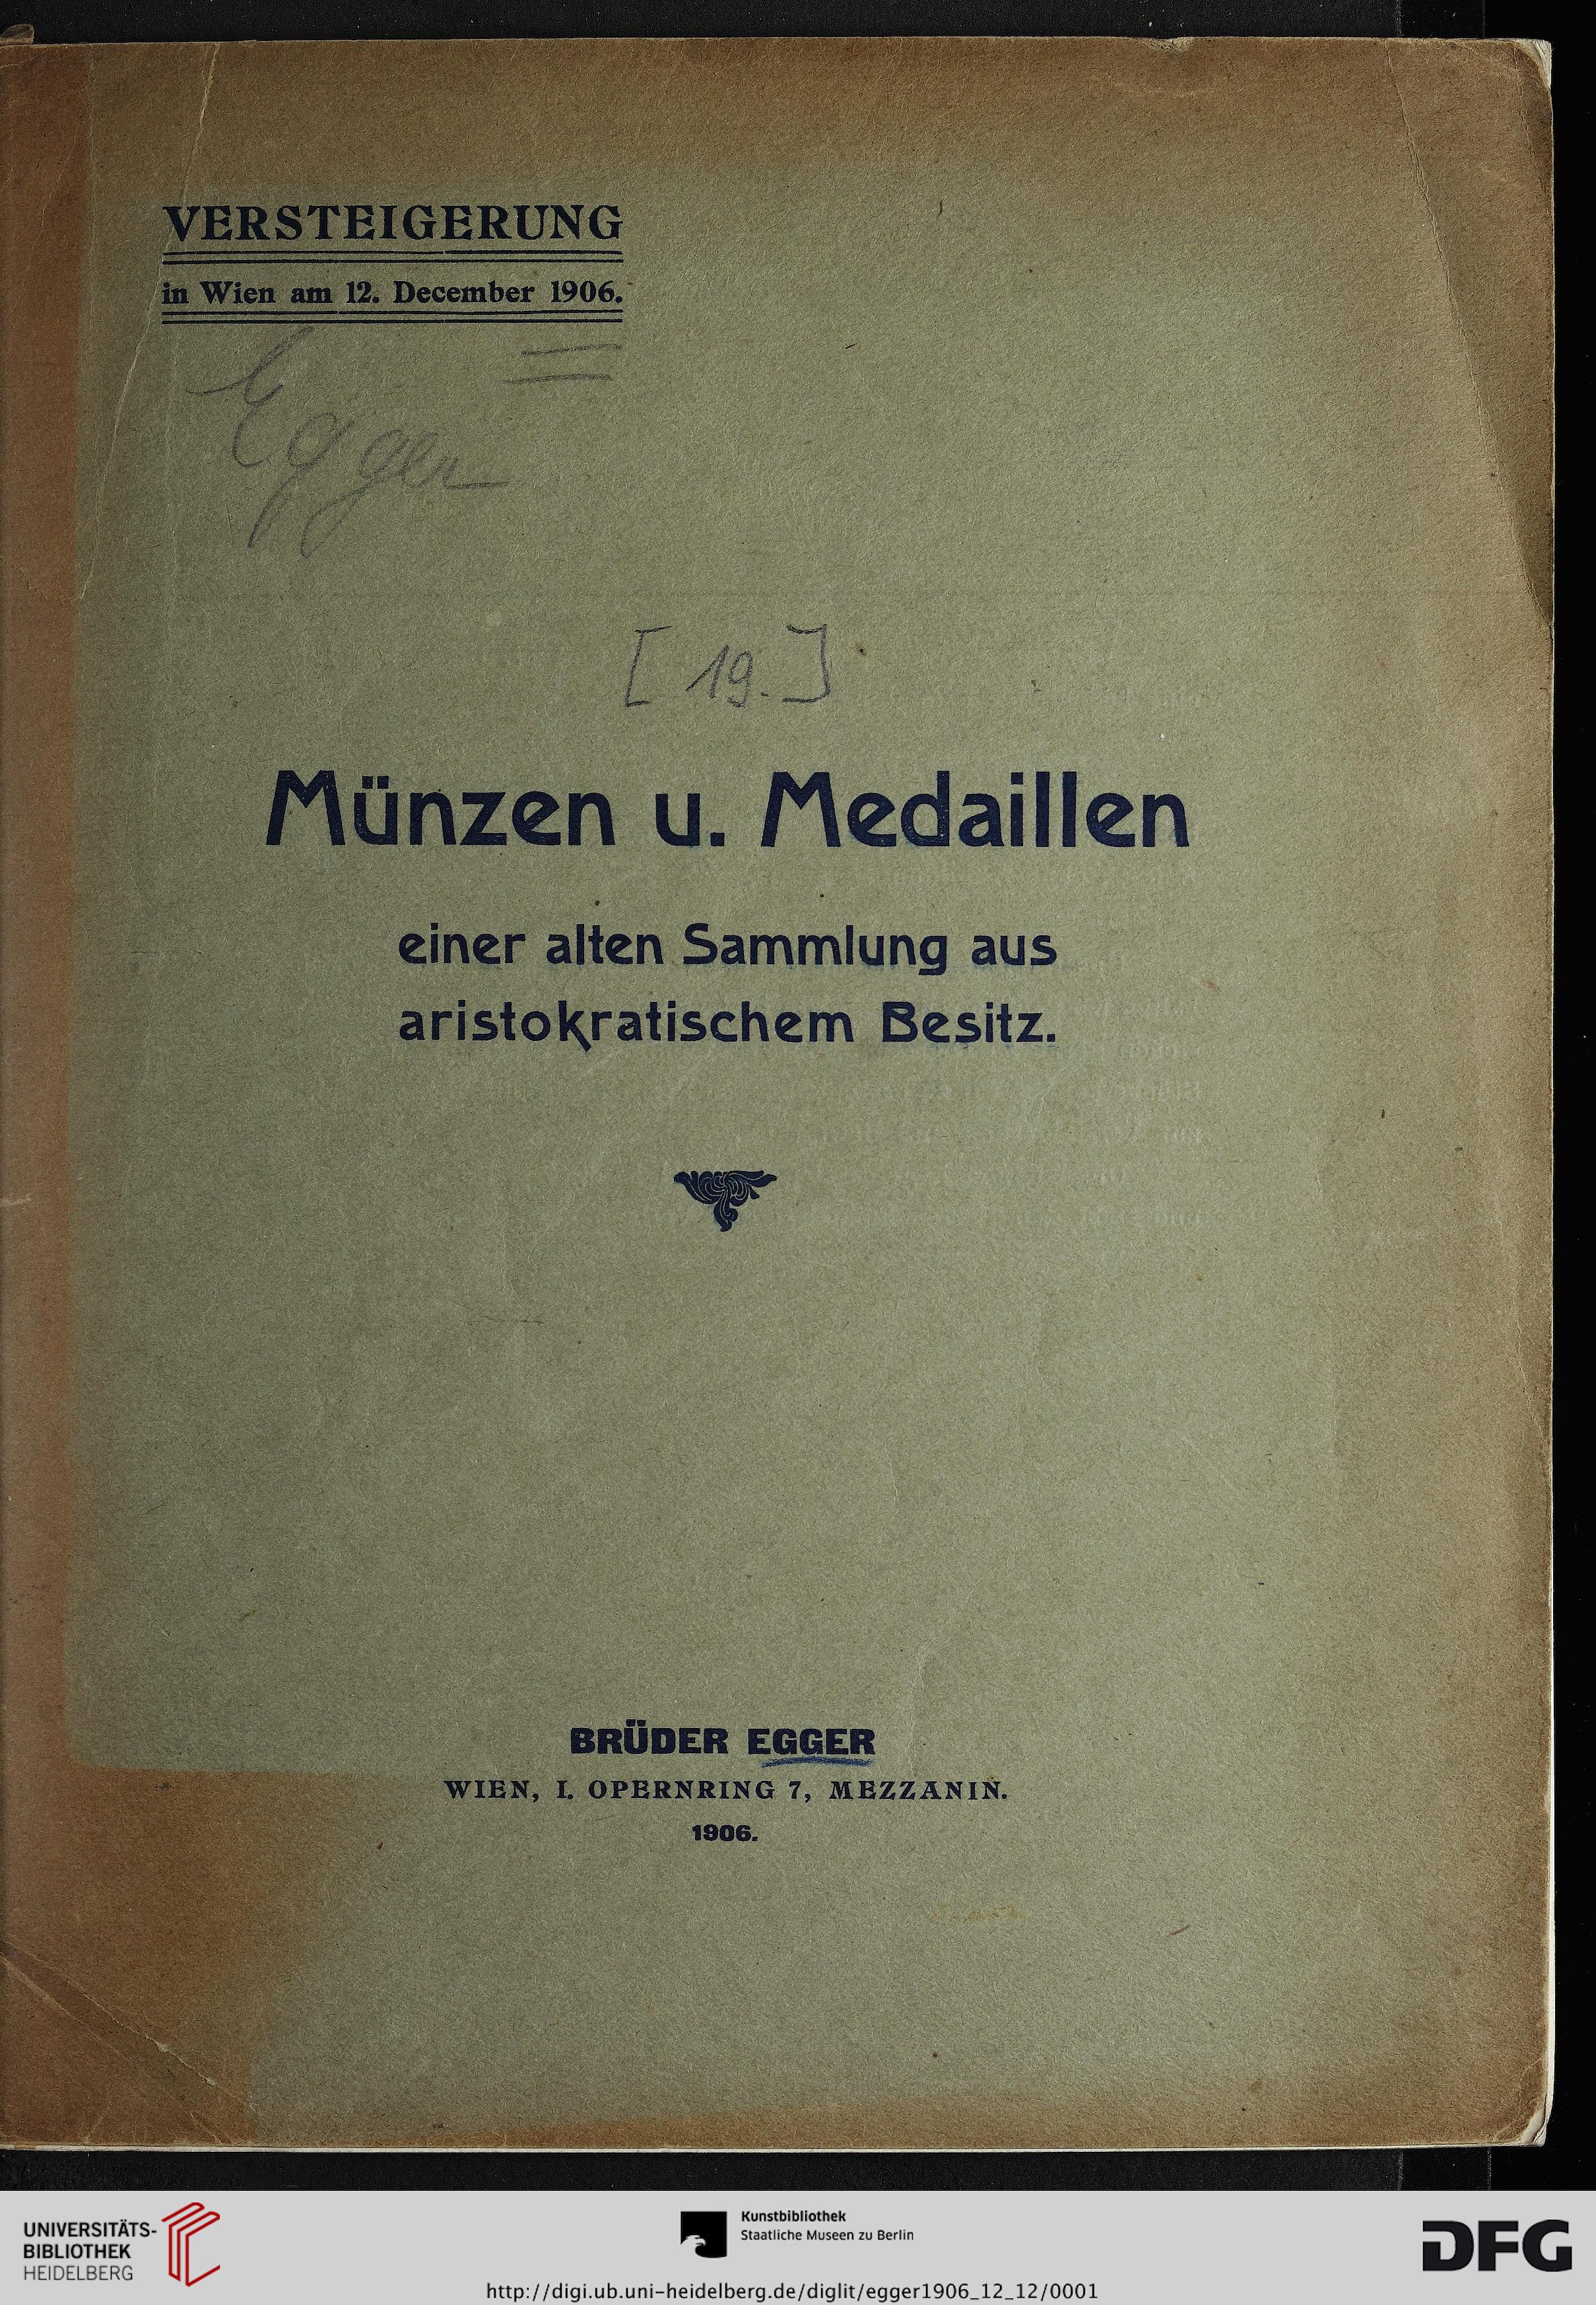 VERSTEIGERUNG
in Wien am 12. December 1906.
Egger
[ 19. ]
Münzen u. Medaillen
einer alten Sammlung aus
aristokratischem Besitz.
BRÜDER EGGER
WIEN, I. OPERNRING 7, MEZZANIN.
1906.
UNIVERSITÄTS-
BIBLIOTHEK
HEIDELBERG
Kunstbibliothek
Staatliche Museen zu Berlin
DFG
http://digi.ub.uni-heidelberg.de/diglit/egger1906_12_12/0001